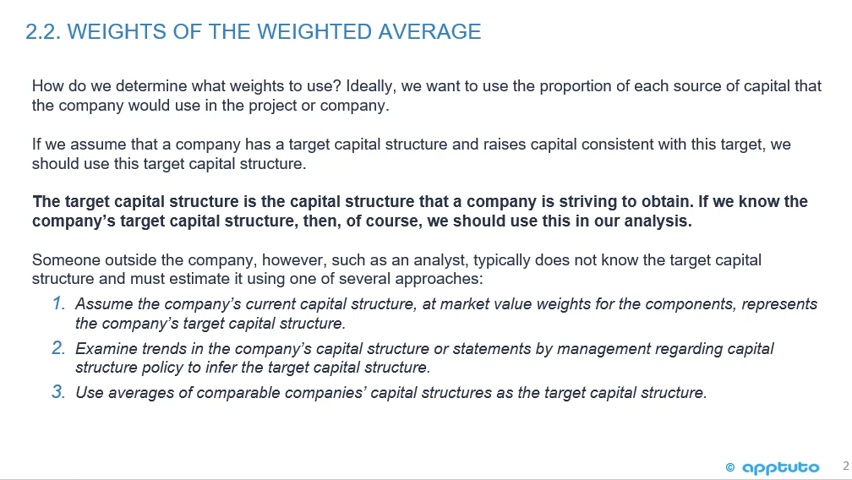 2.2. WEIGHTS OF THE WEIGHTED AVERAGE
How do we determine what weights to use? Ideally, we want to use the proportion of each source of capital that
the company would use in the project or company.
If we assume that a company has a target capital structure and raises capital consistent with this target, we
should use this target capital structure.
The target capital structure is the capital structure that a company is striving to obtain. If we know the
company's target capital structure, then, of course, we should use this in our analysis.
Someone outside the company, however, such as an analyst, typically does not know the target capital
structure and must estimate it using one of several approaches:
1. Assume the company's current capital structure, at market value weights for the components, represents
the company's target capital structure.
2. Examine trends in the company's capital structure or statements by management regarding capital
structure policy to infer the target capital structure.
3. Use averages of comparable companies' capital structures as the target capital structure.
© apptuto 2